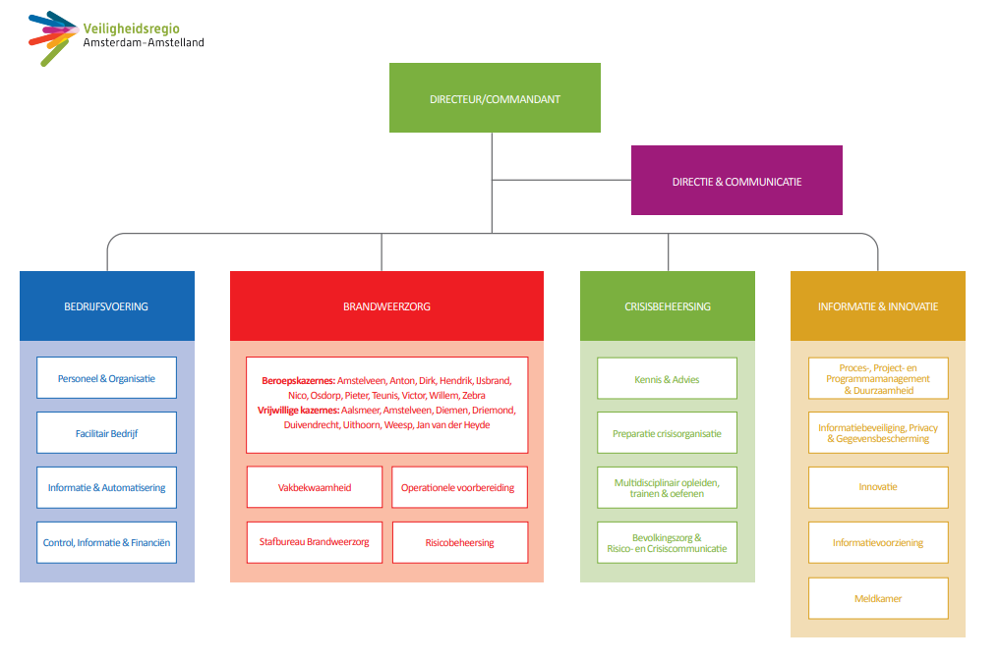 Veiligheidsregio
Amsterdam-Amstelland
DIRECTEUR/COMMANDANT
DIRECTIE & COMMUNICATIE
BEDRIJFSVOERING
Personeel & Organisatie
Facilitair Bedrijf
Informatie & Automatisering
Control, Informatie & Financiën
BRANDWEERZORG
Beroepskazernes: Amstelveen, Anton, Dirk, Hendrik, IJsbrand,
Nico, Osdorp, Pieter, Teunis, Victor, Willem, Zebra
Vrijwillige kazernes: Aalsmeer, Amstelveen, Diemen, Driemond,
Duivendrecht, Uithoorn, Weesp, Jan van der Heyde
Vakbekwaamheid
Operationele voorbereiding
Stafbureau Brandweerzorg
Risicobeheersing
CRISISBEHEERSING
Kennis & Advies
Preparatie crisisorganisatie
Multidisciplinair opleiden,
trainen & oefenen
Bevolkingszorg &
Risico- en Crisiscommunicatie
INFORMATIE & INNOVATIE
Proces-, Project- en
Programmamanagement
& Duurzaamheid
Informatiebeveiliging, Privacy
& Gegevensbescherming
Innovatie
Informatievoorziening
Meldkamer